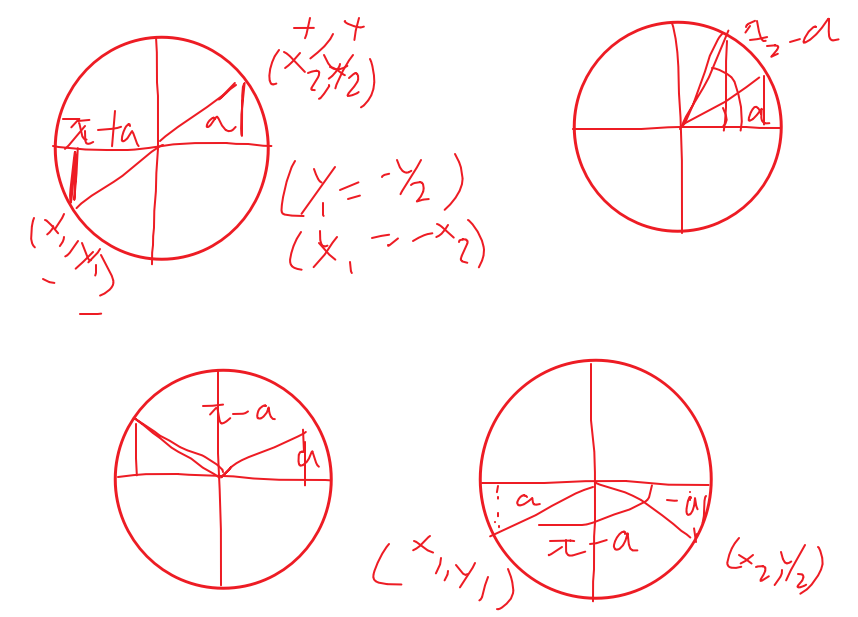 +, +
(x₂, y₂)
a
π+a
(y₁ = -y₂)
(x₁ = -x₂)
(x₁, y₁)
- -
π/2 - a
a
π-a
a
a
-a
π-a
(x₁, y₁)
(x₂, y₂)